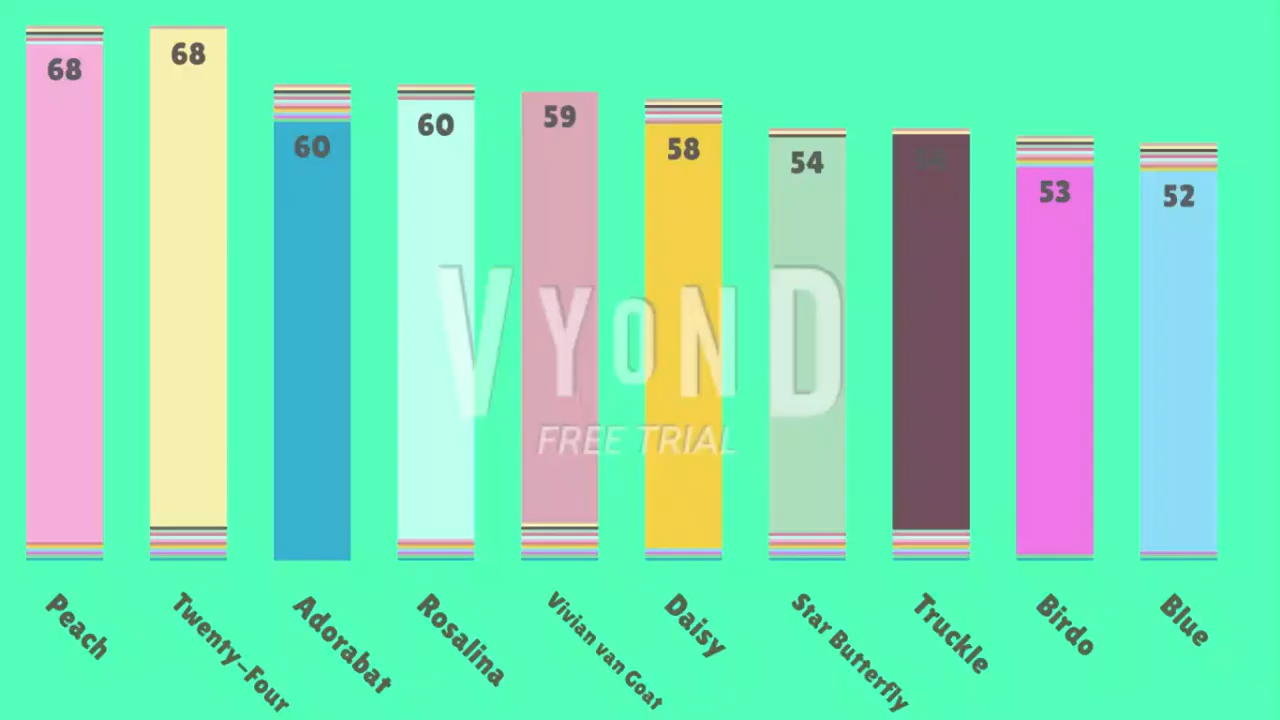 68
68
60
60
59
58
54
54
53
52
VYOND
FREE TRIAL
Peach
Twenty-Four
Adorabat
Rosalina
Vivian van Goat
Daisy
Star Butterfly
Truckle
Birdo
Blue